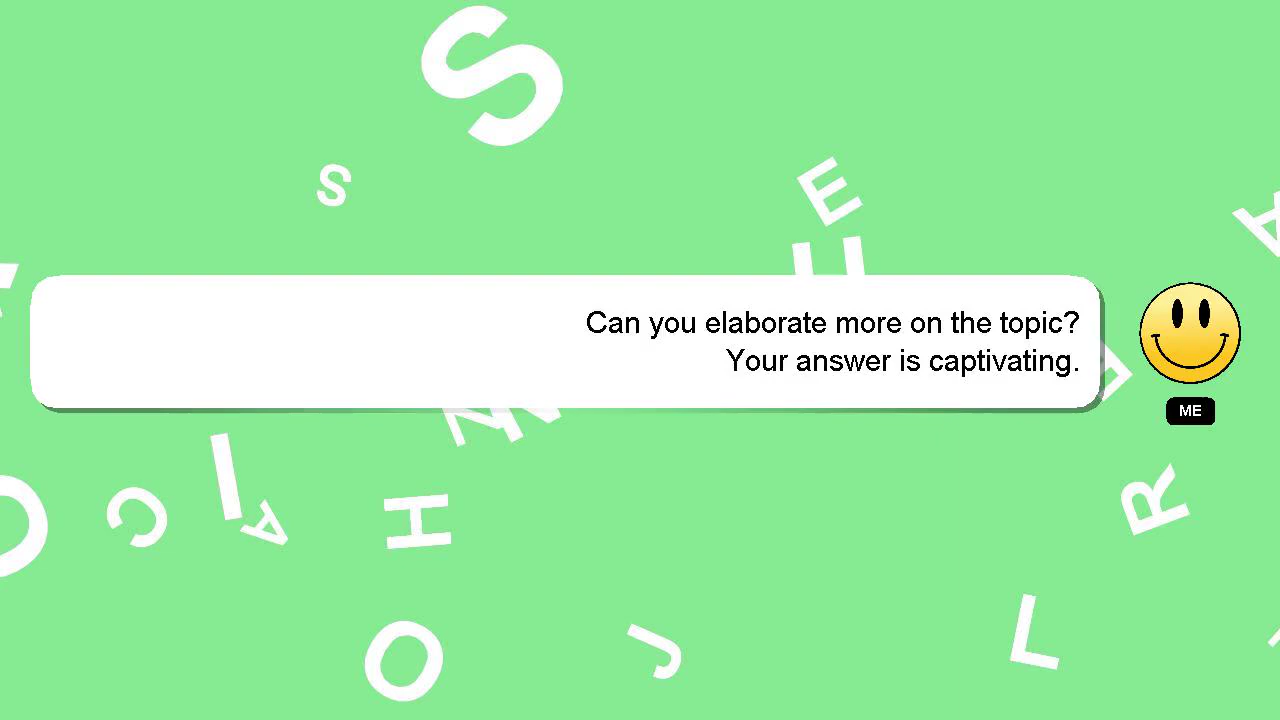 S
S
E
A
Can you elaborate more on the topic?
Your answer is captivating.
ME
N
I
C
A
H
R
O
J
L